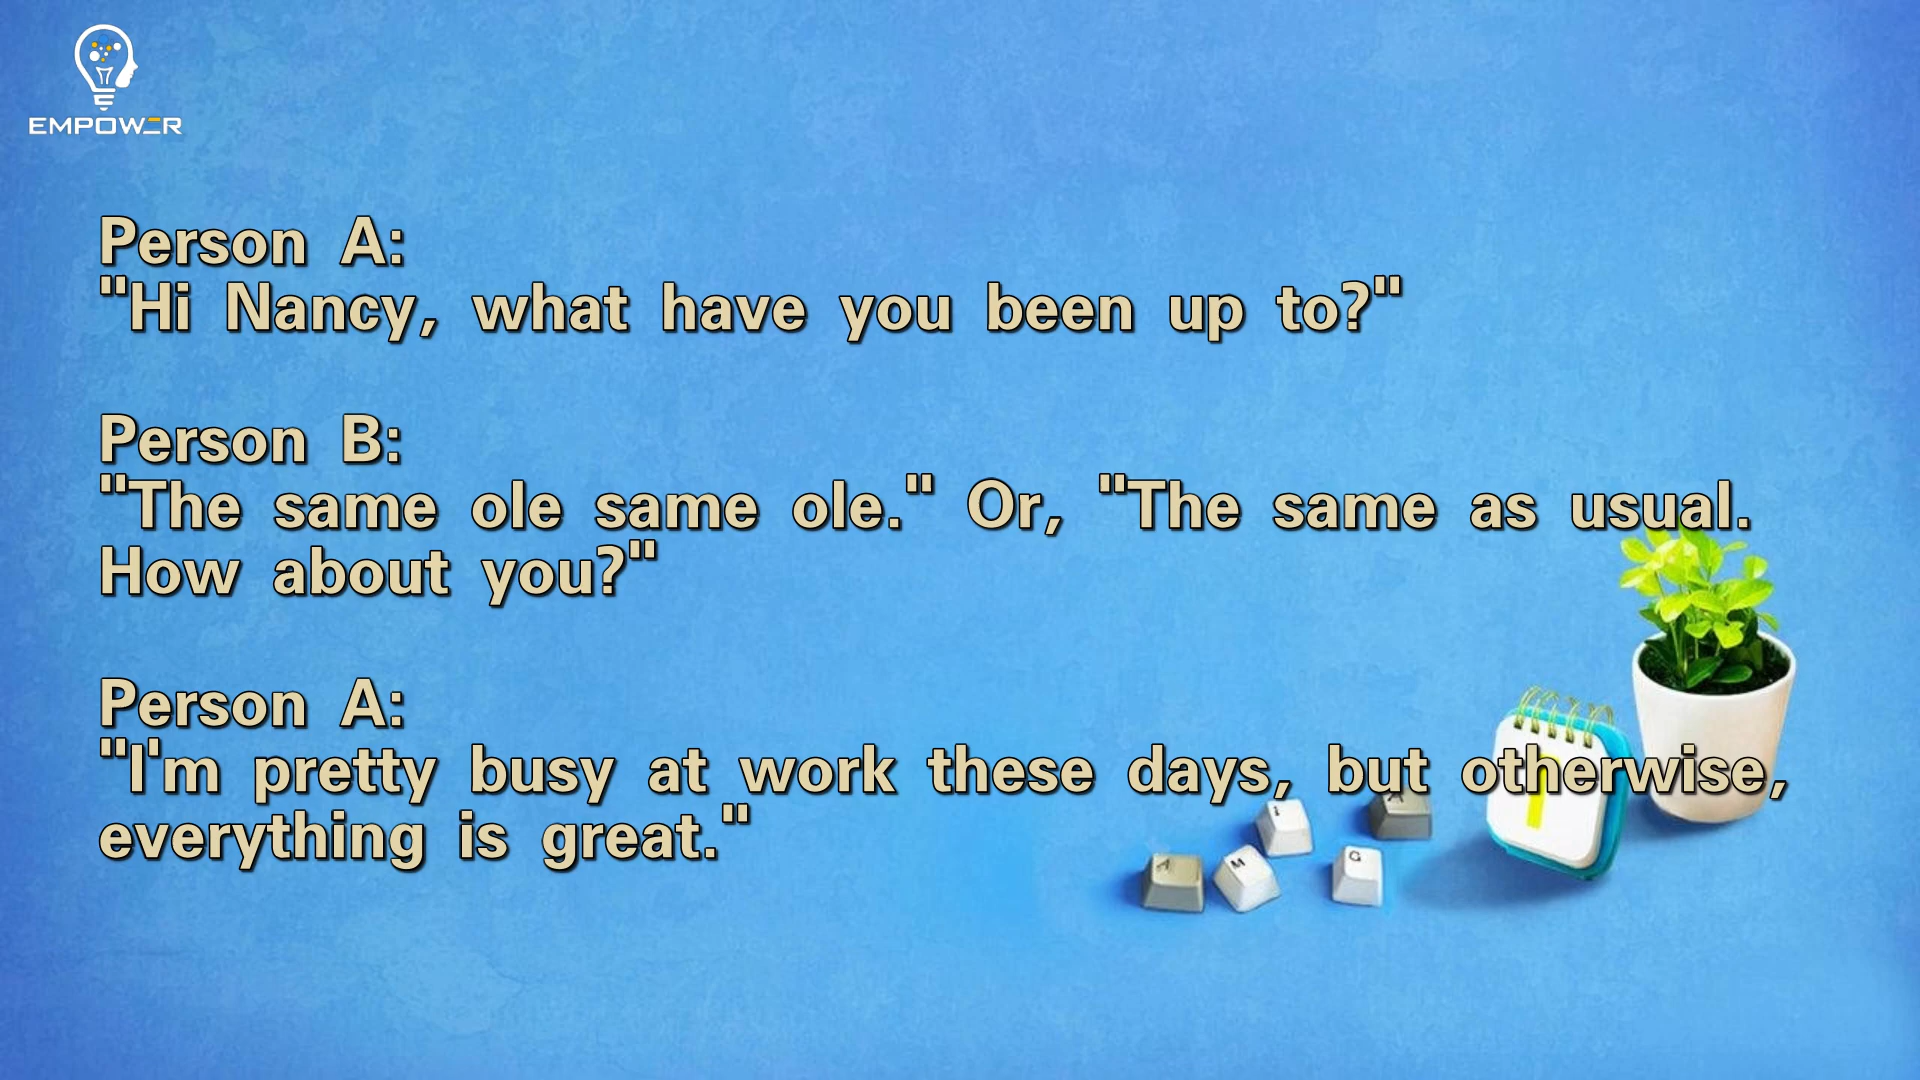 EMPOWER
Person A:
"Hi Nancy, what have you been up to?"
Person B:
"The same ole same ole." Or, "The same as usual.
How about you?"
Person A:
"I'm pretty busy at work these days, but otherwise,
everything is great."
M
G